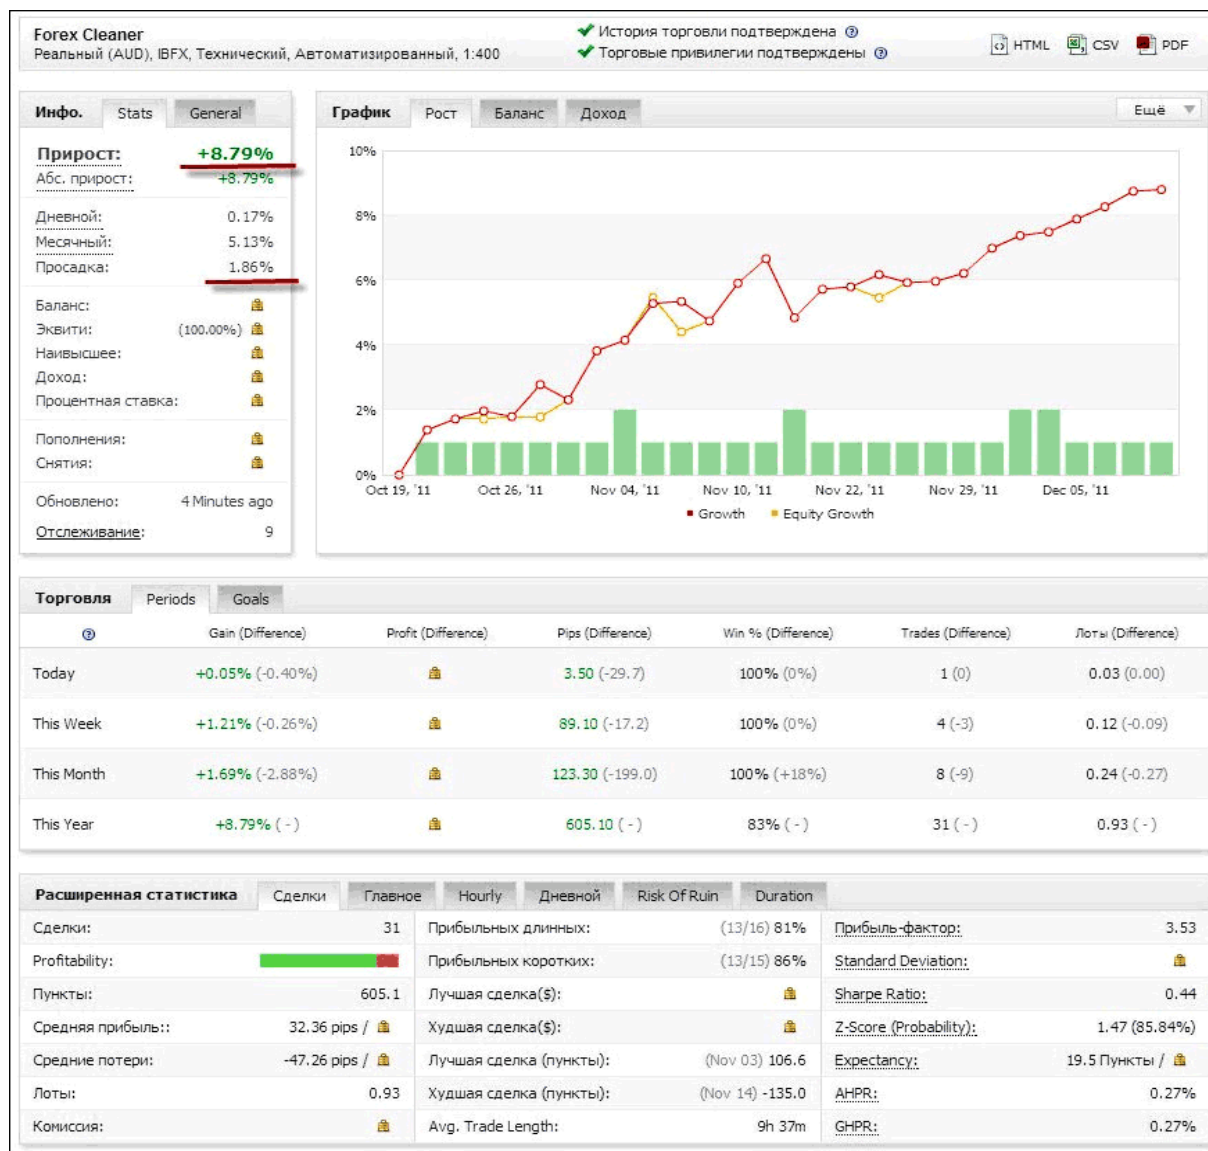 Forex Cleaner
Реальный (AUD), IBFX, Технический, Автоматизированный, 1:400
✔ История торговли подтверждена
✔ Торговые привилегии подтверждены
HTML CSV PDF
Инфо. Stats General
Прирост: +8.79%
Абс. прирост: +8.79%
Дневной: 0.17%
Месячный: 5.13%
Просадка: 1.86%
Баланс:
Эквити: (100.00%)
Наивысшее:
Доход:
Процентная ставка:
Пополнения:
Снятия:
Обновлено: 4 Minutes ago
Отслеживание: 9
График Рост Баланс Доход Ещё
10%
8%
6%
4%
2%
0%
Oct 19, '11 Oct 26, '11 Nov 04, '11 Nov 10, '11 Nov 22, '11 Nov 29, '11 Dec 05, '11
Growth Equity Growth
Торговля Periods Goals
Gain (Difference) Profit (Difference) Pips (Difference) Win % (Difference) Trades (Difference) Лоты (Difference)
Today +0.05% (-0.40%) 3.50 (-29.7) 100% (0%) 1 (0) 0.03 (0.00)
This Week +1.21% (-0.26%) 89.10 (-17.2) 100% (0%) 4 (-3) 0.12 (-0.09)
This Month +1.69% (-2.88%) 123.30 (-199.0) 100% (+18%) 8 (-9) 0.24 (-0.27)
This Year +8.79% ( - ) 605.10 ( - ) 83% ( - ) 31 ( - ) 0.93 ( - )
Расширенная статистика Сделки Главное Hourly Дневной Risk Of Ruin Duration
Сделки: 31 Прибыльных длинных: (13/16) 81% Прибыль-фактор: 3.53
Profitability: Прибыльных коротких: (13/15) 86% Standard Deviation:
Пункты: 605.1 Лучшая сделка($): Sharpe Ratio: 0.44
Средняя прибыль:: 32.36 pips / Худшая сделка($): Z-Score (Probability): 1.47 (85.84%)
Средние потери: -47.26 pips / Лучшая сделка (пункты): (Nov 03) 106.6 Expectancy: 19.5 Пункты /
Лоты: 0.93 Худшая сделка (пункты): (Nov 14) -135.0 AHPR: 0.27%
Комиссия: Avg. Trade Length: 9h 37m GHPR: 0.27%